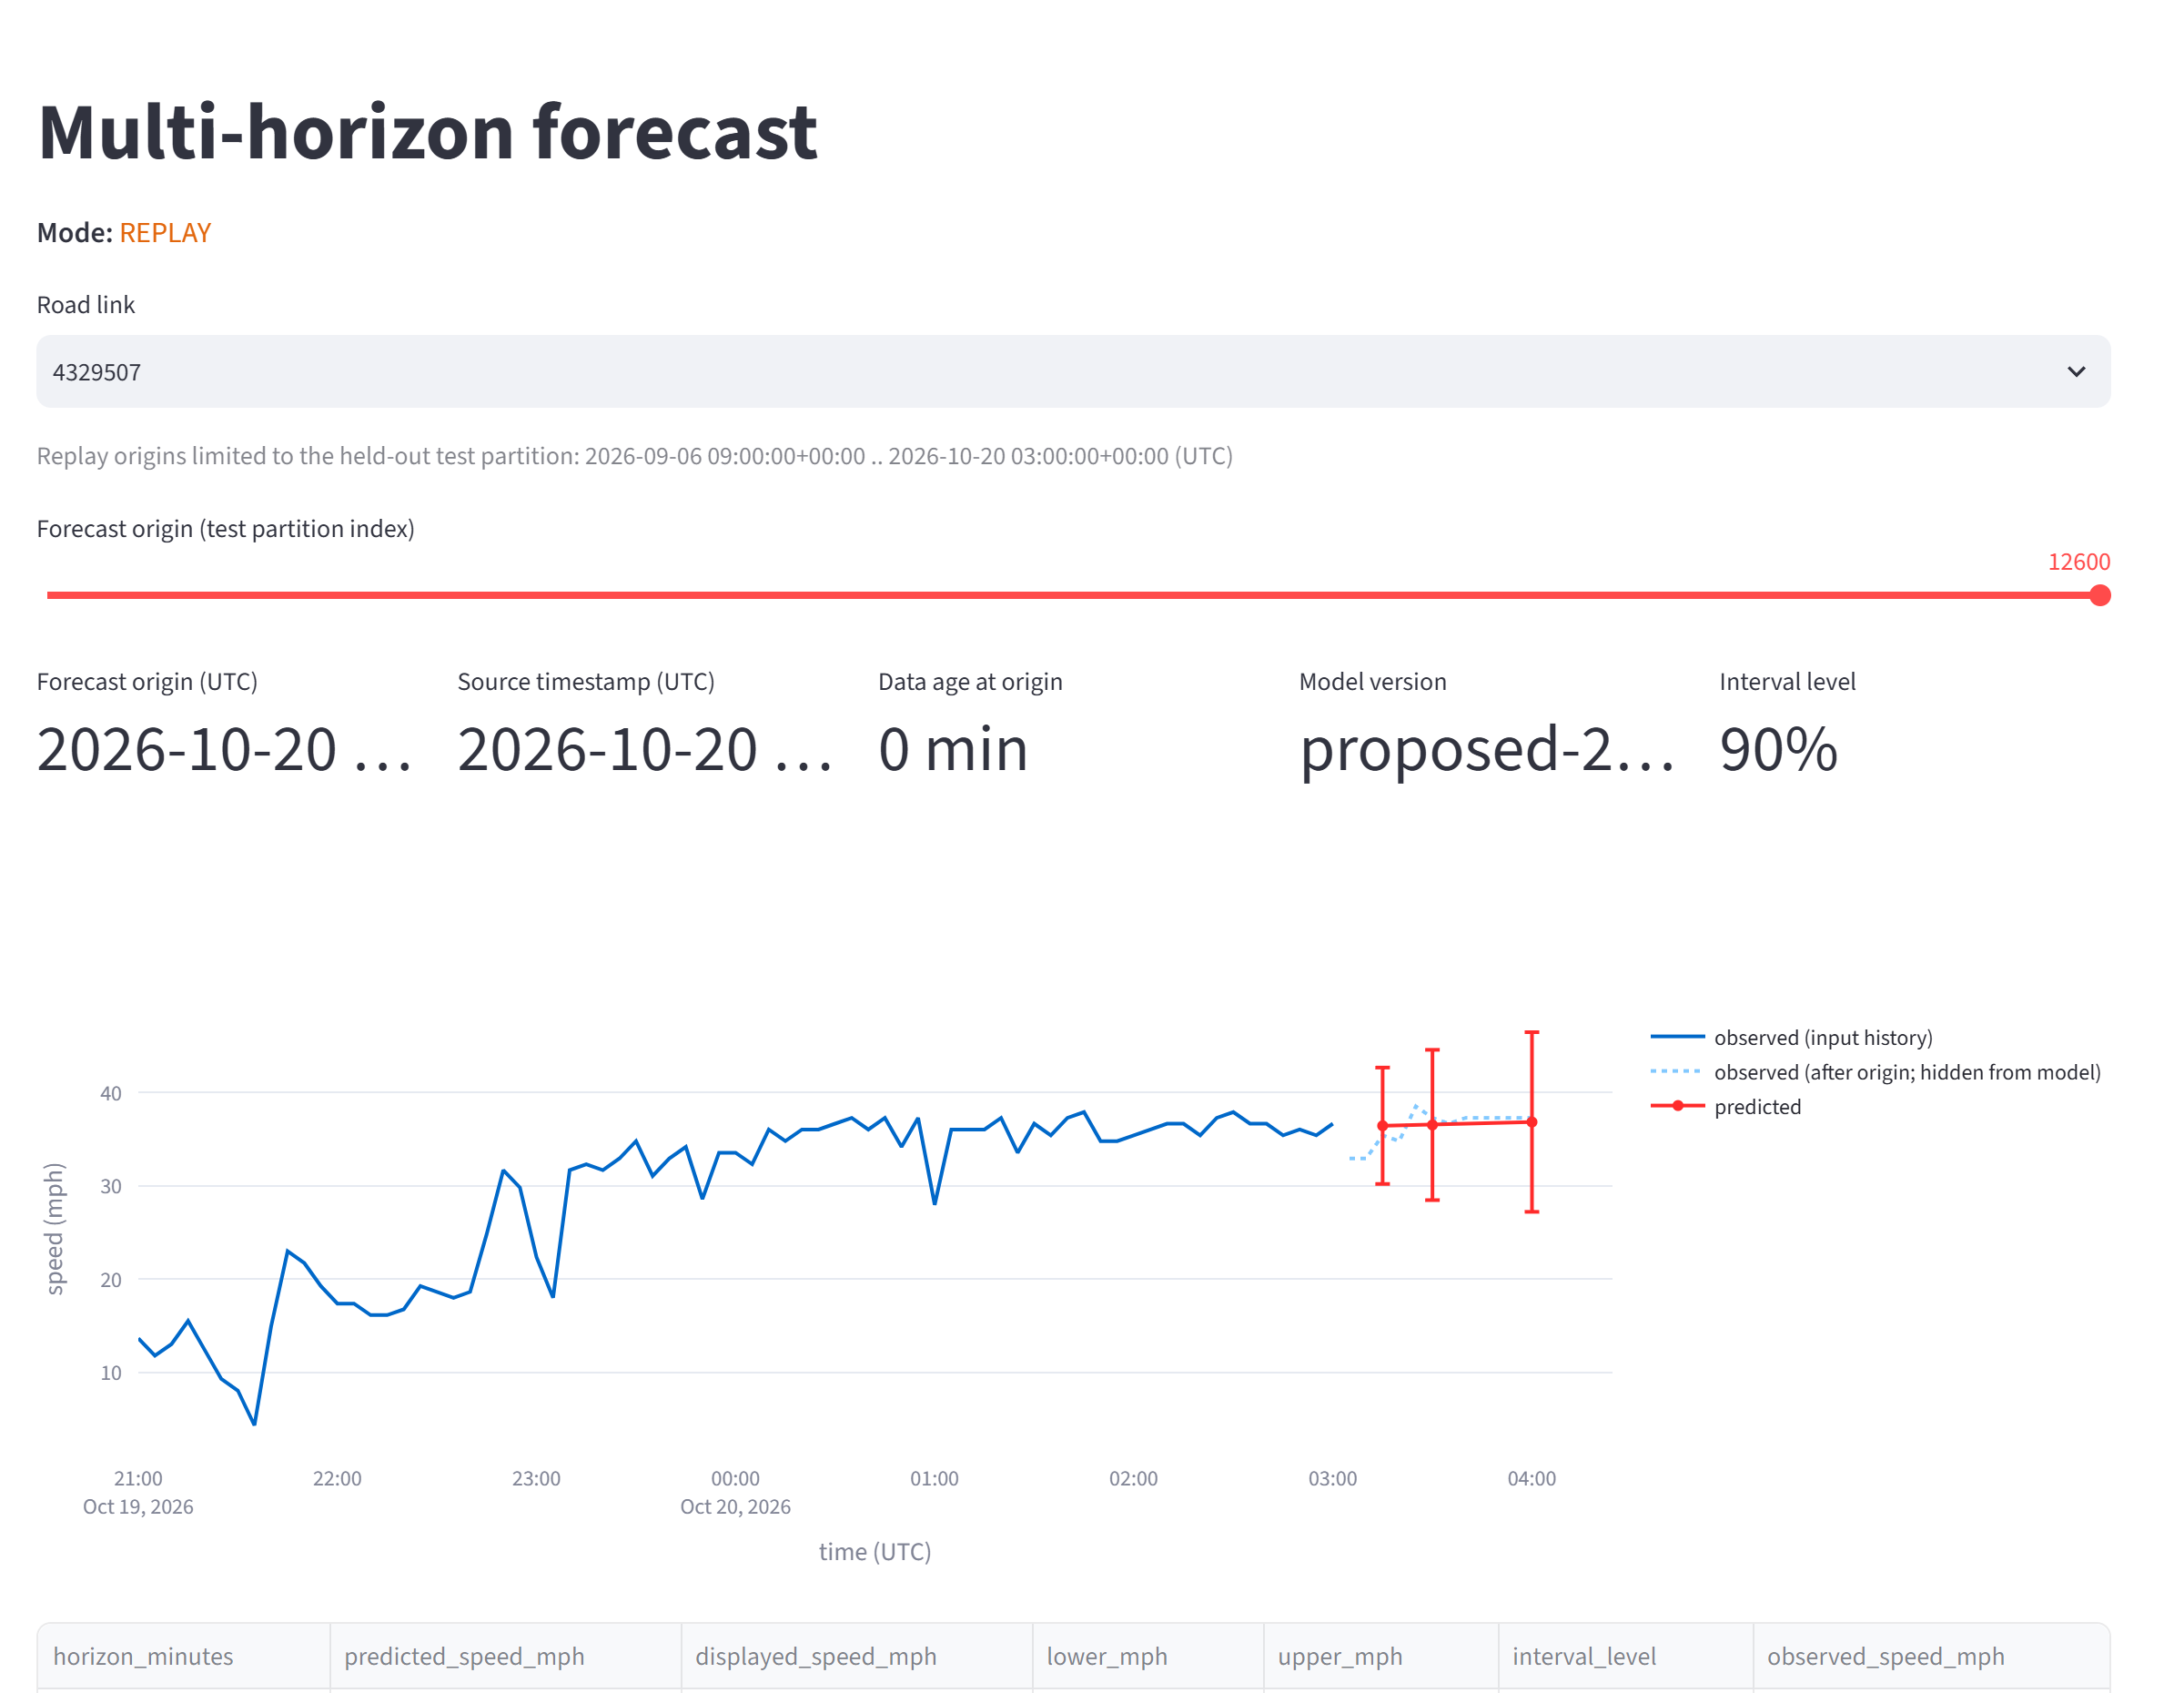 Multi-horizon forecast
Mode: REPLAY
Road link
4329507
Replay origins limited to the held-out test partition: 2026-09-06 09:00:00+00:00 .. 2026-10-20 03:00:00+00:00 (UTC)
Forecast origin (test partition index)
12600
Forecast origin (UTC) Source timestamp (UTC) Data age at origin Model version Interval level
2026-10-20 … 2026-10-20 … 0 min proposed-2… 90%
observed (input history)
observed (after origin; hidden from model)
predicted
40
30
20
10
speed (mph)
21:00 22:00 23:00 00:00 01:00 02:00 03:00 04:00
Oct 19, 2026 Oct 20, 2026
time (UTC)
horizon_minutes predicted_speed_mph displayed_speed_mph lower_mph upper_mph interval_level observed_speed_mph